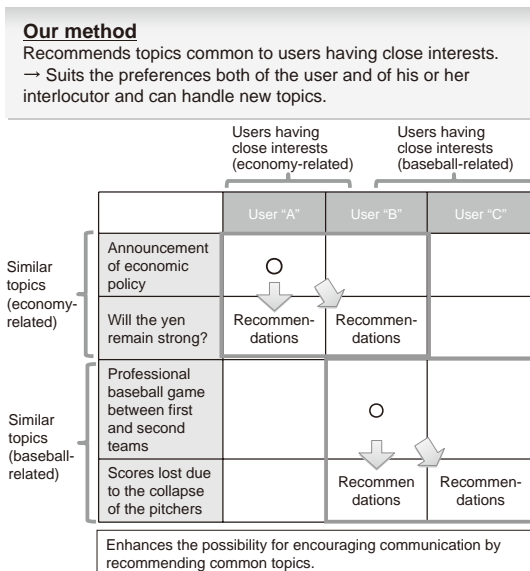 Our method
Recommends topics common to users having close interests.
→ Suits the preferences both of the user and of his or her
interlocutor and can handle new topics.
Users having
close interests
(economy-related)
Users having
close interests
(baseball-related)
User "A"
User "B"
User "C"
Similar
topics
(economy-
related)
Announcement
of economic
policy
Will the yen
remain strong?
Recommen-
dations
Recommen-
dations
Similar
topics
(baseball-
related)
Professional
baseball game
between first
and second
teams
Scores lost due
to the collapse
of the pitchers
Recommen
dations
Recommen-
dations
Enhances the possibility for encouraging communication by
recommending common topics.